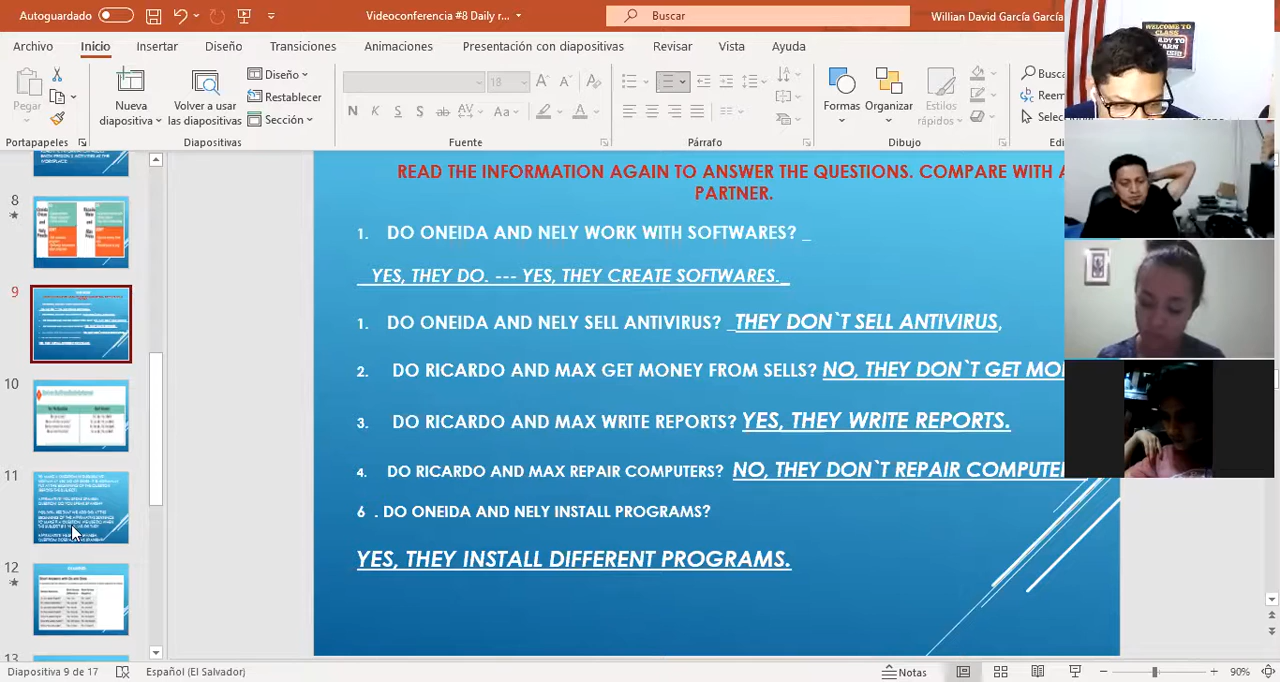 Autoguardado
Videoconferencia #8 Daily r...
Buscar
Willian David García García
Archivo Inicio Insertar Diseño Transiciones Animaciones Presentación con diapositivas Revisar Vista Ayuda
WELCOME TO
CLASS
Pegar
Nueva
diapositiva
Volver a usar
las diapositivas
Diseño
Restablecer
Sección
18
N K S S ab AV Aa
Formas
Organizar
Estilos
rápidos
Portapapeles
Diapositivas
Fuente
Párrafo
Dibujo
8
9
10
11
12
13
READ THE INFORMATION AGAIN TO ANSWER THE QUESTIONS. COMPARE WITH A
PARTNER.
1. DO ONEIDA AND NELY WORK WITH SOFTWARES? _
_YES, THEY DO. --- YES, THEY CREATE SOFTWARES._
1. DO ONEIDA AND NELY SELL ANTIVIRUS? _THEY DON`T SELL ANTIVIRUS,
2. DO RICARDO AND MAX GET MONEY FROM SELLS? NO, THEY DON`T GET
3. DO RICARDO AND MAX WRITE REPORTS? YES, THEY WRITE REPORTS.
4. DO RICARDO AND MAX REPAIR COMPUTERS? NO, THEY DON`T REPAIR
6 . DO ONEIDA AND NELY INSTALL PROGRAMS?
YES, THEY INSTALL DIFFERENT PROGRAMS.
Diapositiva 9 de 17
Español (El Salvador)
Notas
90%